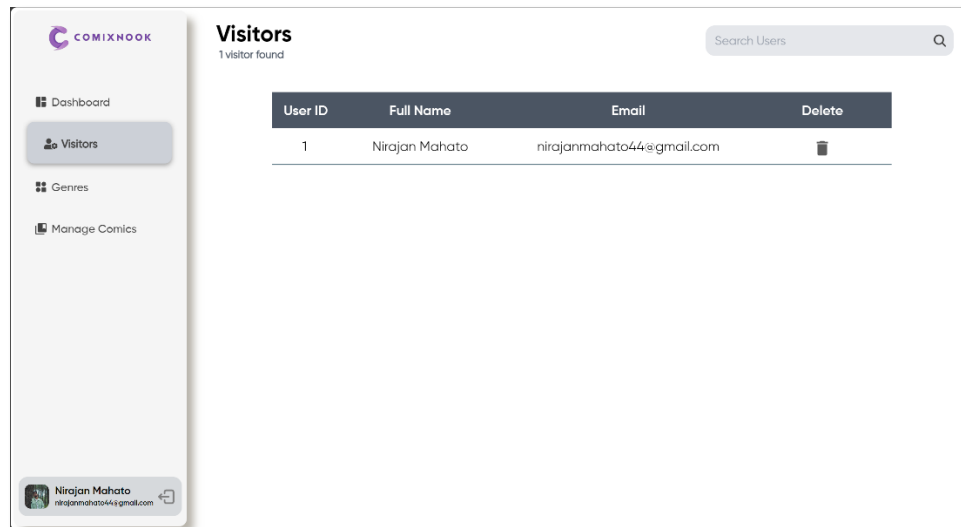 COMIXNOOK
Dashboard
Visitors
Genres
Manage Comics
Nirajan Mahato
nirajanmahato44@gmail.com
Visitors
1 visitor found
Search Users
User ID Full Name Email Delete
1 Nirajan Mahato nirajanmahato44@gmail.com